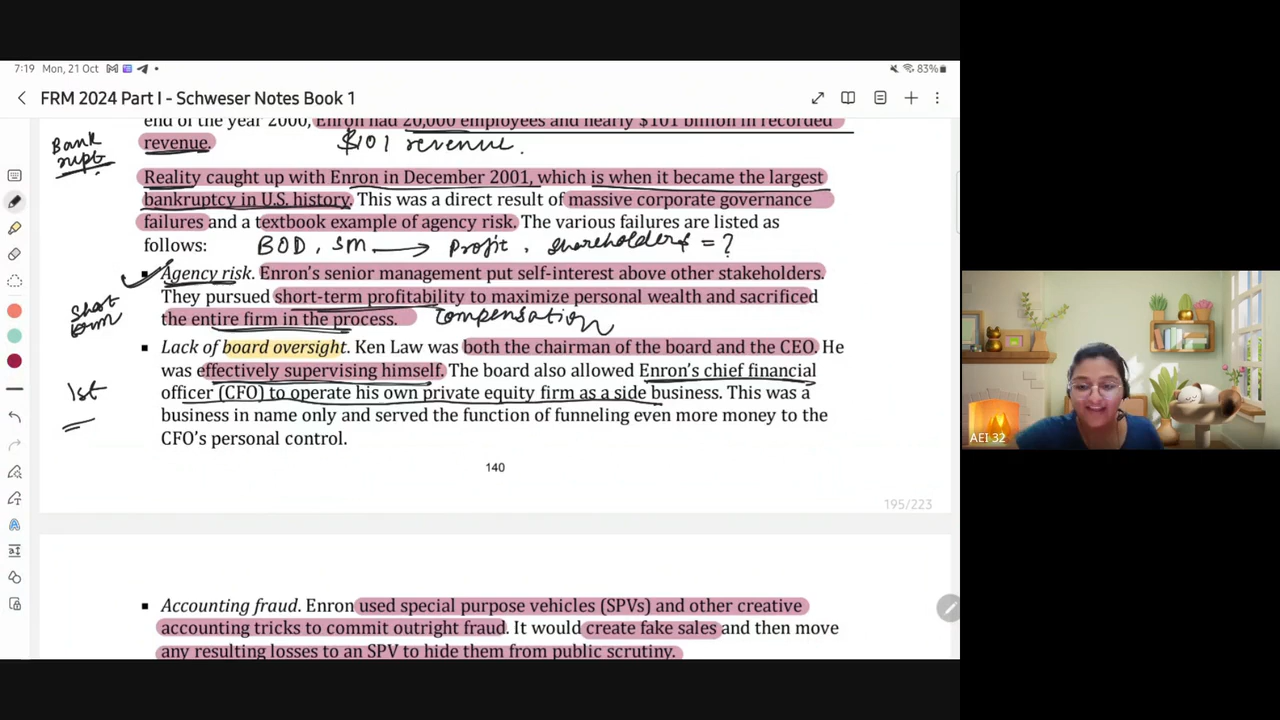 7:19 Mon, 21 Oct
83%
FRM 2024 Part I - Schweser Notes Book 1
end of the year 2000, Enron had 20,000 employees and nearly $101 billion in recorded
revenue.
$101 revenue.
Bank
rupt
Reality caught up with Enron in December 2001, which is when it became the largest
bankruptcy in U.S. history. This was a direct result of massive corporate governance
failures and a textbook example of agency risk. The various failures are listed as
follows:
BOD, SM → Profit, shareholders = ?
▪ Agency risk. Enron's senior management put self-interest above other stakeholders.
They pursued short-term profitability to maximize personal wealth and sacrificed
the entire firm in the process.
Short
term
Compensation
▪ Lack of board oversight. Ken Law was both the chairman of the board and the CEO. He
was effectively supervising himself. The board also allowed Enron's chief financial
officer (CFO) to operate his own private equity firm as a side business. This was a
business in name only and served the function of funneling even more money to the
CFO's personal control.
1st
140
195/223
▪ Accounting fraud. Enron used special purpose vehicles (SPVs) and other creative
accounting tricks to commit outright fraud. It would create fake sales and then move
any resulting losses to an SPV to hide them from public scrutiny.
AEI 32